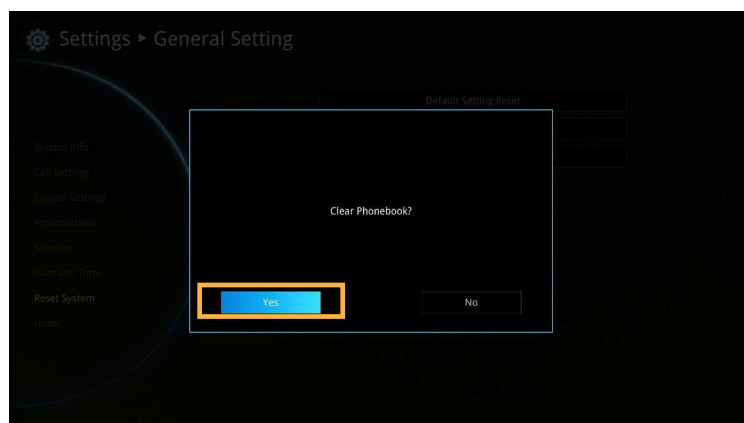 Settings ▸ General Setting
Default Setting Reset
System Info
Call Settings
System Settings
Administrator
Monitor
Date and Time
Reset System
Home
Clear Phonebook?
Yes
No